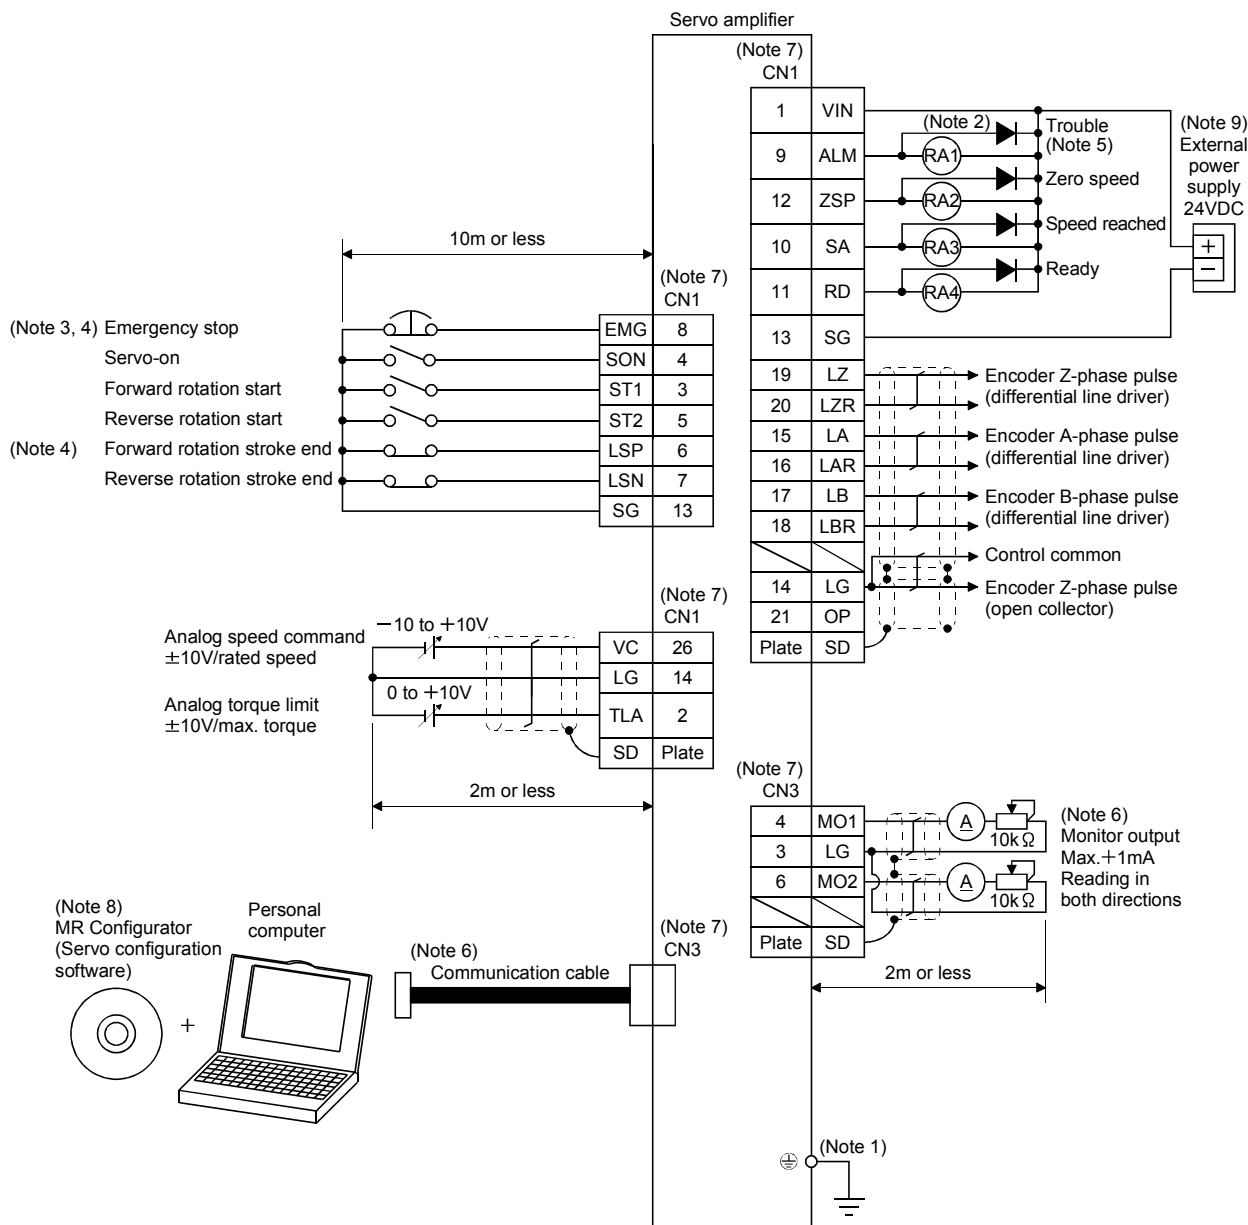 Servo amplifier
(Note 7)
CN1
1 VIN
9 ALM
12 ZSP
10 SA
11 RD
13 SG
19 LZ
20 LZR
15 LA
16 LAR
17 LB
18 LBR
14 LG
21 OP
Plate SD
(Note 2)
RA1
RA2
RA3
RA4
Trouble
(Note 5)
Zero speed
Speed reached
Ready
(Note 9)
External
power
supply
24VDC
+
−
Encoder Z-phase pulse
(differential line driver)
Encoder A-phase pulse
(differential line driver)
Encoder B-phase pulse
(differential line driver)
Control common
Encoder Z-phase pulse
(open collector)
10m or less
(Note 7)
CN1
(Note 3, 4) Emergency stop EMG 8
Servo-on SON 4
Forward rotation start ST1 3
Reverse rotation start ST2 5
(Note 4) Forward rotation stroke end LSP 6
Reverse rotation stroke end LSN 7
SG 13
(Note 7)
CN1
Analog speed command
±10V/rated speed
−10 to +10V
VC 26
LG 14
Analog torque limit
±10V/max. torque
0 to +10V
TLA 2
SD Plate
2m or less
(Note 7)
CN3
4 MO1
3 LG
6 MO2
Plate SD
A
10kΩ
A
10kΩ
(Note 6)
Monitor output
Max.+1mA
Reading in
both directions
2m or less
(Note 8)
MR Configurator
(Servo configuration
software)
+
Personal
computer
(Note 6)
Communication cable
(Note 7)
CN3
(Note 1)